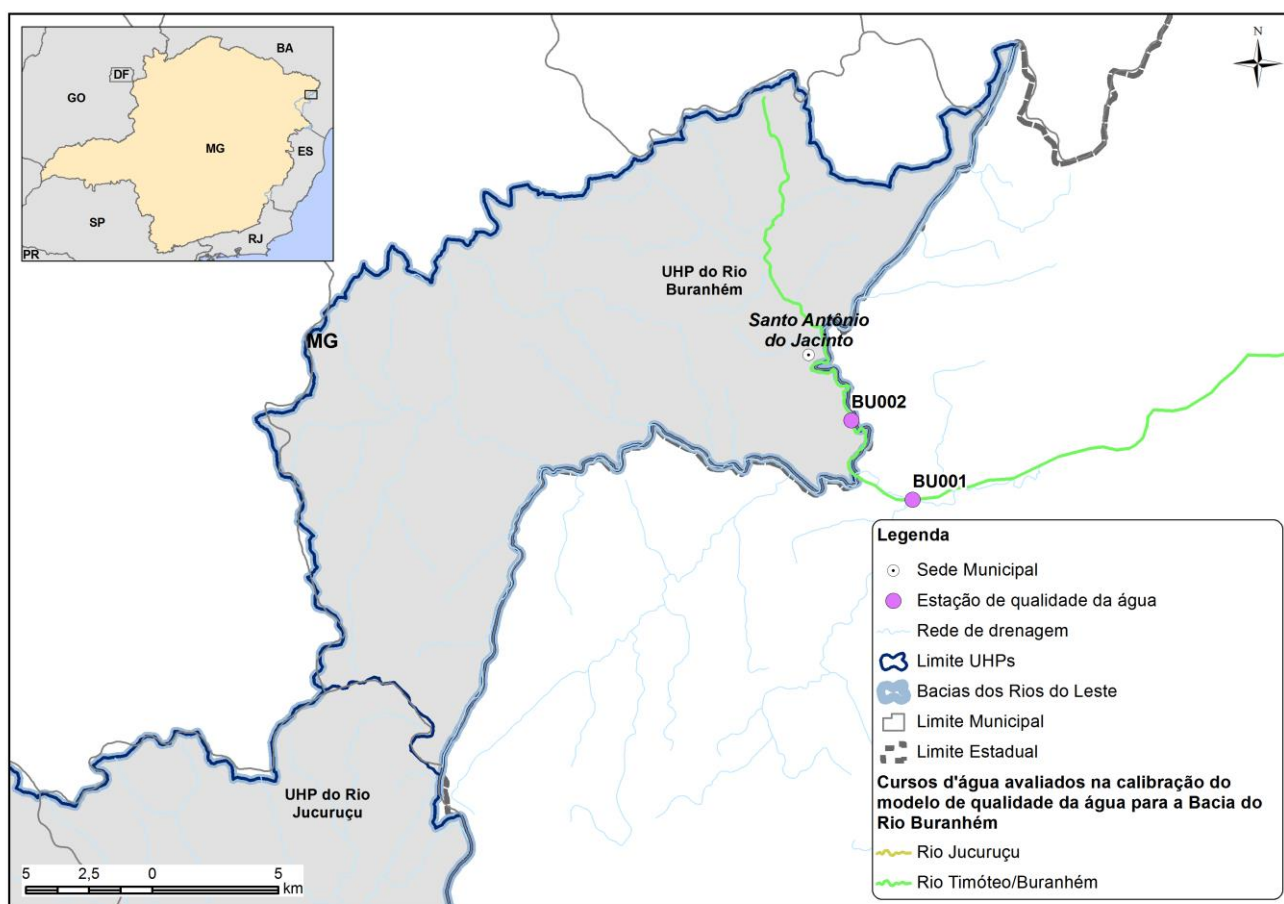 BA
DF
GO
MG
ES
SP
RJ
PR
N
UHP do Rio
Buranhém
Santo Antônio
do Jacinto
MG
BU002
BU001
UHP do Rio
Jucuruçu
5 2,5 0 5
km
Legenda
Sede Municipal
Estação de qualidade da água
Rede de drenagem
Limite UHPs
Bacias dos Rios do Leste
Limite Municipal
Limite Estadual
Cursos d'água avaliados na calibração do
modelo de qualidade da água para a Bacia do
Rio Buranhém
Rio Jucuruçu
Rio Timóteo/Buranhém